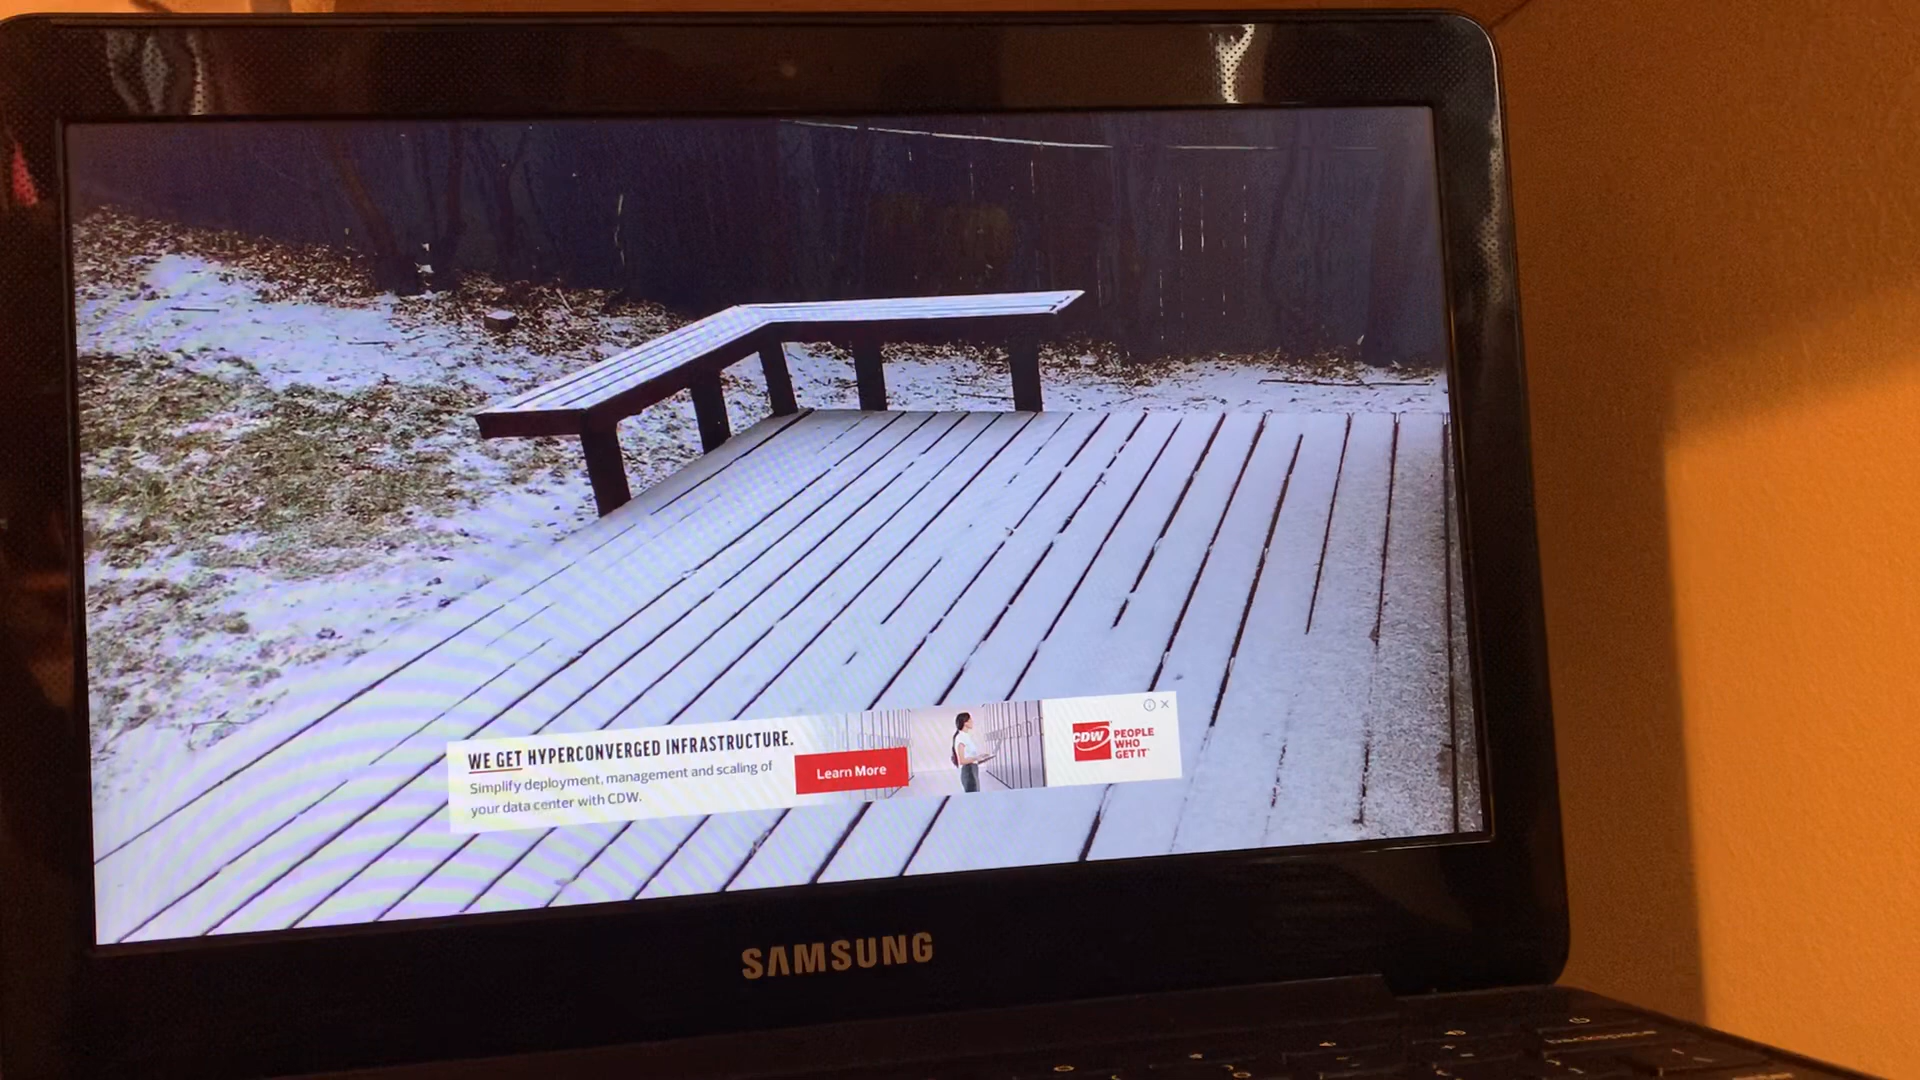 WE GET HYPERCONVERGED INFRASTRUCTURE.
Simplify deployment, management and scaling of
your data center with CDW.
Learn More
CDW
PEOPLE
WHO
GET IT
SAMSUNG
backspace